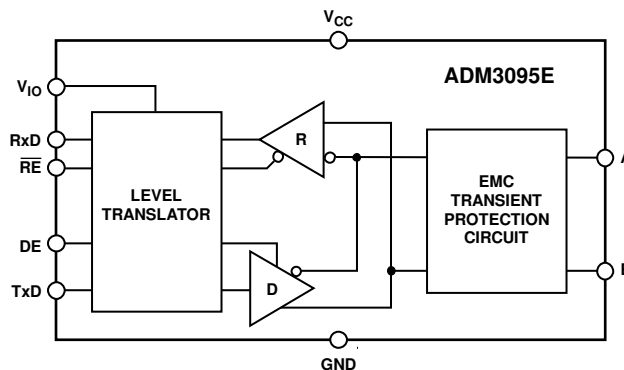 VCC
ADM3095E
VIO
RxD
RE
DE
TxD
LEVEL
TRANSLATOR
R
D
EMC
TRANSIENT
PROTECTION
CIRCUIT
GND